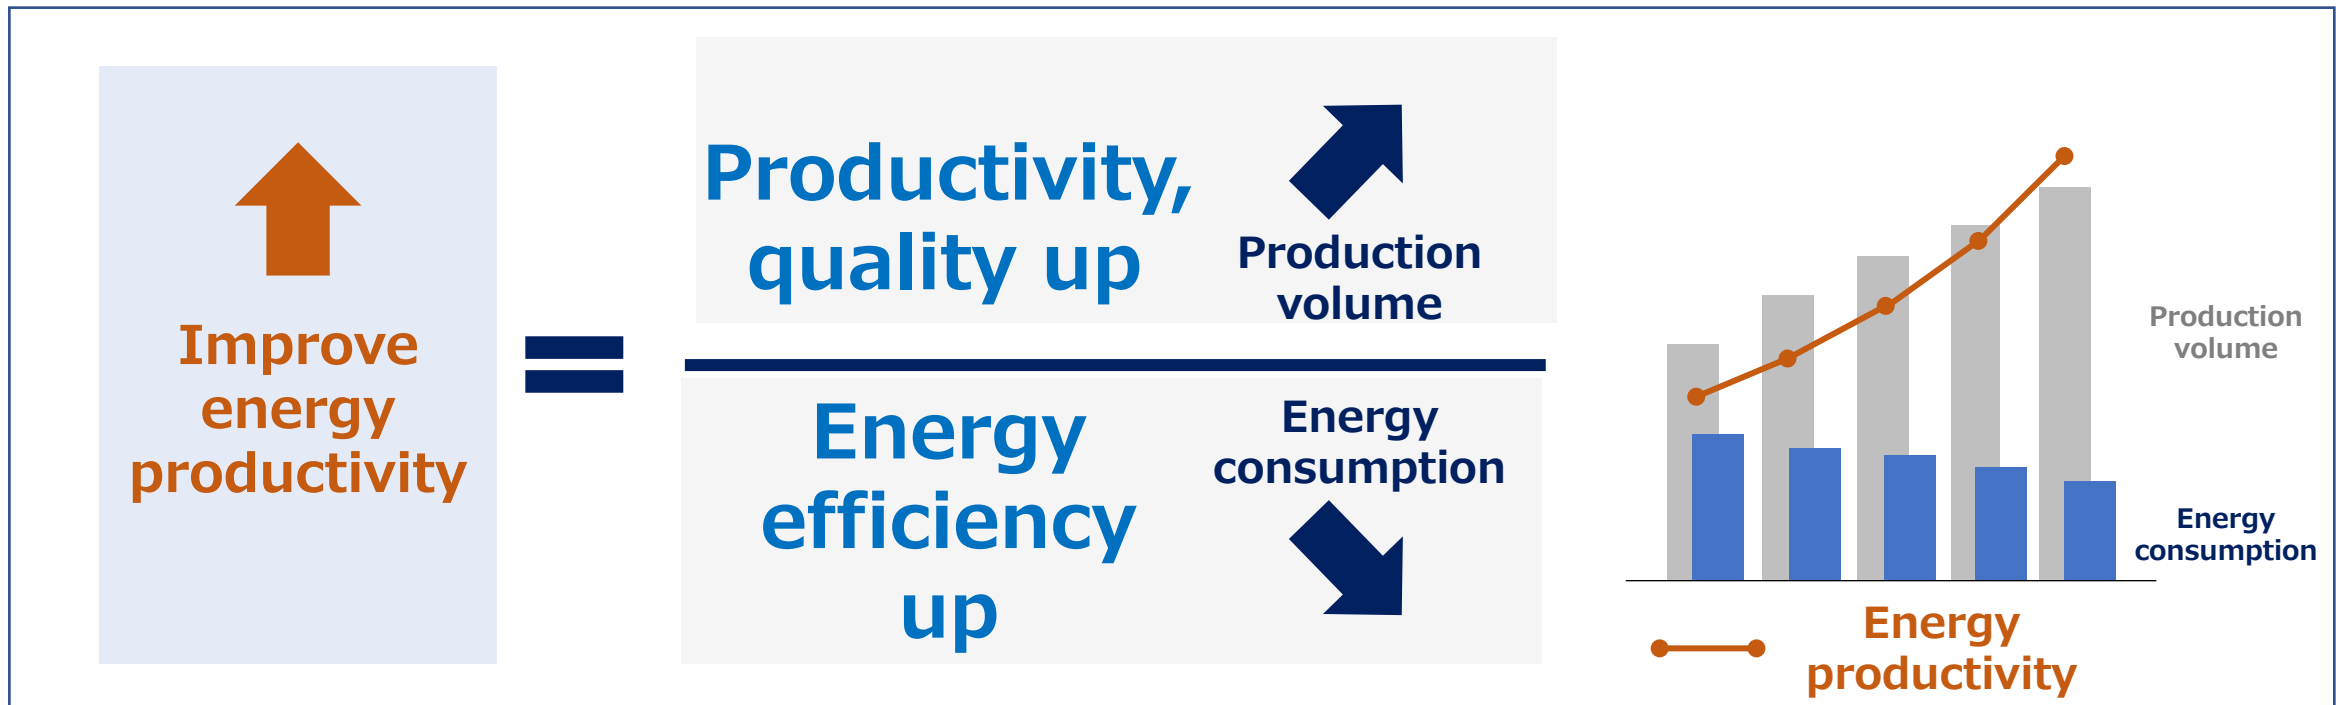 Improve
energy
productivity
=
Productivity,
quality up
Production
volume
Energy
efficiency
up
Energy
consumption
Production
volume
Energy
consumption
Energy
productivity